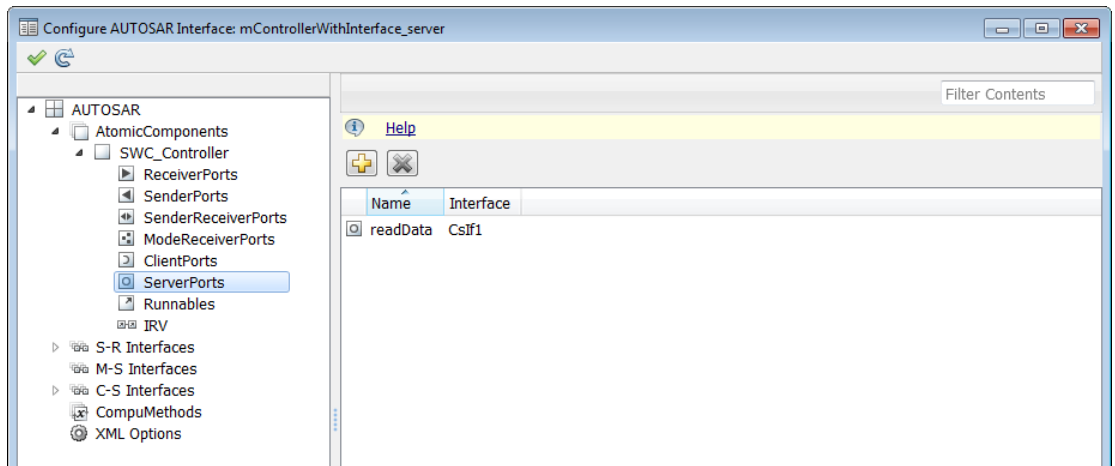 Configure AUTOSAR Interface: mControllerWithInterface_server
Filter Contents
AUTOSAR
AtomicComponents
SWC_Controller
ReceiverPorts
SenderPorts
SenderReceiverPorts
ModeReceiverPorts
ClientPorts
ServerPorts
Runnables
IRV
S-R Interfaces
M-S Interfaces
C-S Interfaces
CompuMethods
XML Options
Help
Name Interface
readData CsIf1